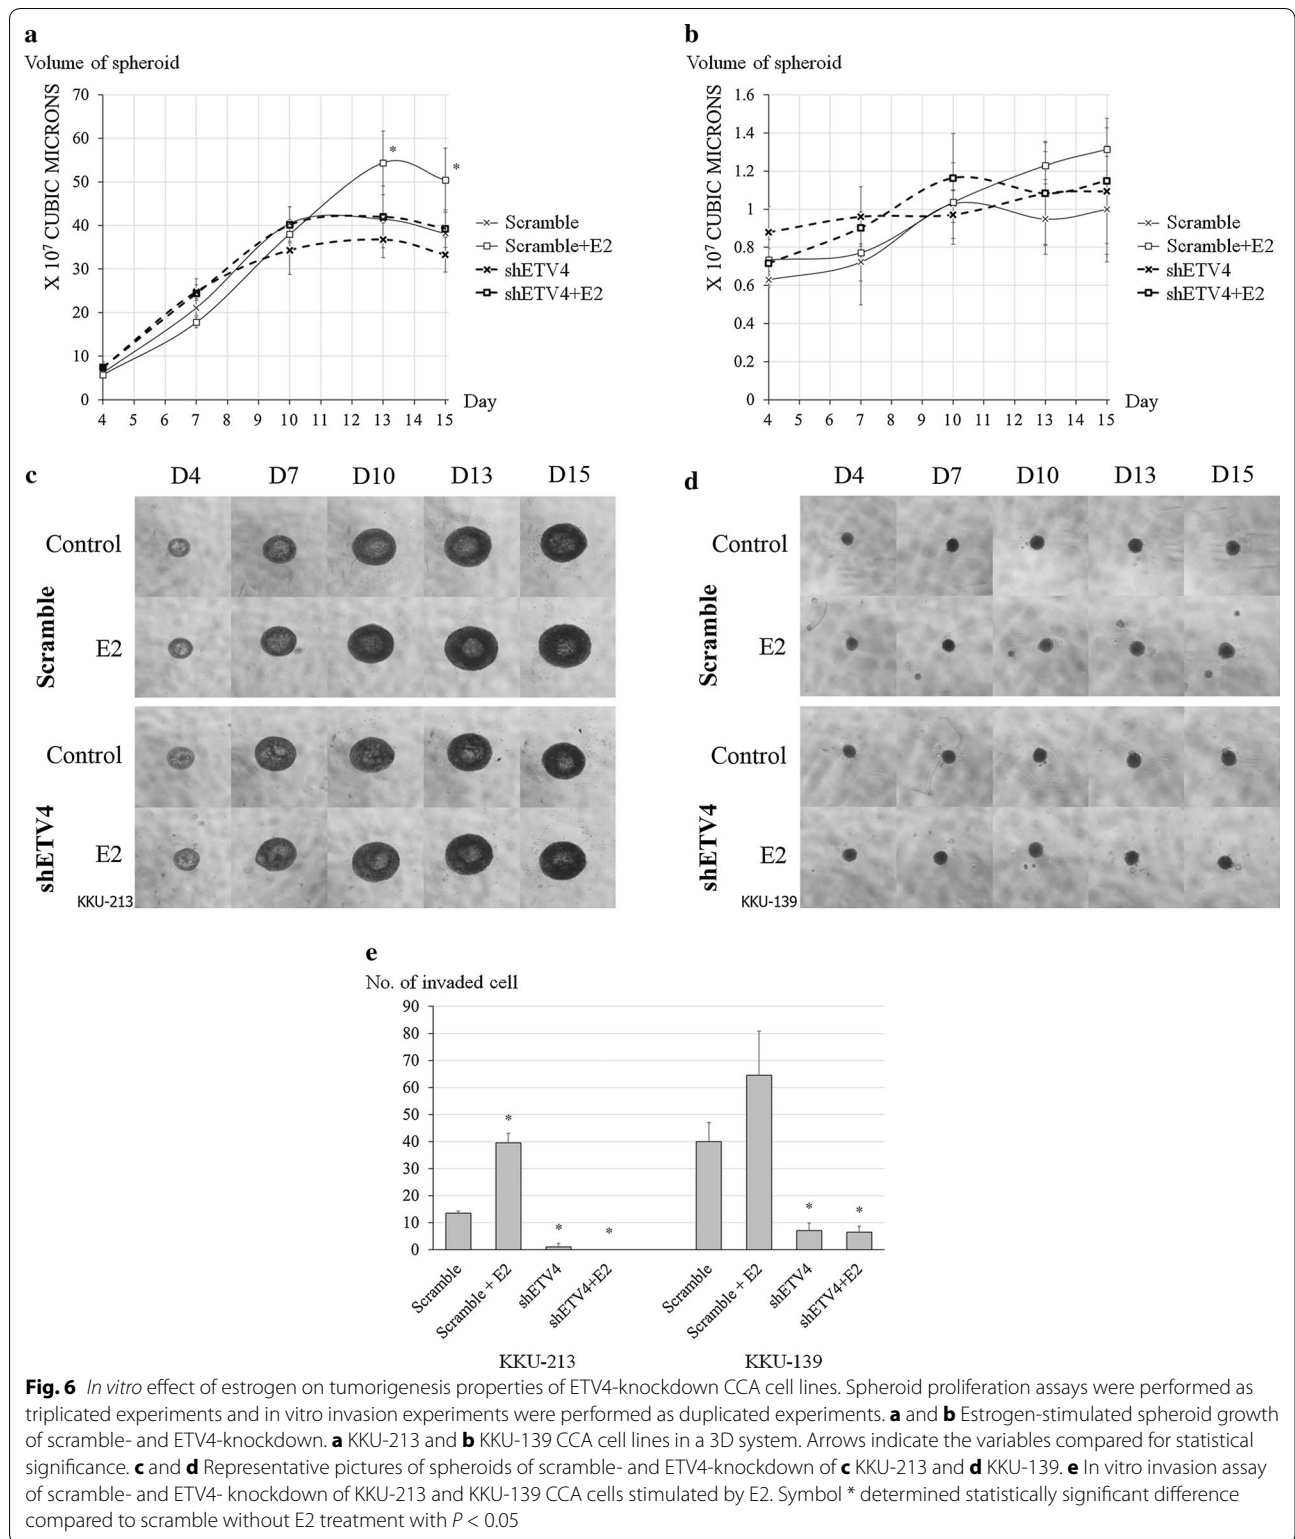 a
Volume of spheroid
X 10⁷ CUBIC MICRONS
70
60
50
40
30
20
10
0
*
*
4 5 6 7 8 9 10 11 12 13 14 15
Day
Scramble
Scramble+E2
shETV4
shETV4+E2
b
Volume of spheroid
X 10⁷ CUBIC MICRONS
1.6
1.4
1.2
1
0.8
0.6
0.4
0.2
0
4 5 6 7 8 9 10 11 12 13 14 15
Day
Scramble
Scramble+E2
shETV4
shETV4+E2
c
D4 D7 D10 D13 D15
Scramble
Control
E2
shETV4
Control
E2
KKU-213
d
D4 D7 D10 D13 D15
Scramble
Control
E2
shETV4
Control
E2
KKU-139
e
No. of invaded cell
90
80
70
60
50
40
30
20
10
0
* * * * *
Scramble
Scramble + E2
shETV4
shETV4+E2
Scramble
Scramble + E2
shETV4
shETV4+E2
KKU-213 KKU-139
Fig. 6 In vitro effect of estrogen on tumorigenesis properties of ETV4-knockdown CCA cell lines. Spheroid proliferation assays were performed as
triplicated experiments and in vitro invasion experiments were performed as duplicated experiments. a and b Estrogen-stimulated spheroid growth
of scramble- and ETV4-knockdown. a KKU-213 and b KKU-139 CCA cell lines in a 3D system. Arrows indicate the variables compared for statistical
significance. c and d Representative pictures of spheroids of scramble- and ETV4-knockdown of c KKU-213 and d KKU-139. e In vitro invasion assay
of scramble- and ETV4- knockdown of KKU-213 and KKU-139 CCA cells stimulated by E2. Symbol * determined statistically significant difference
compared to scramble without E2 treatment with P < 0.05